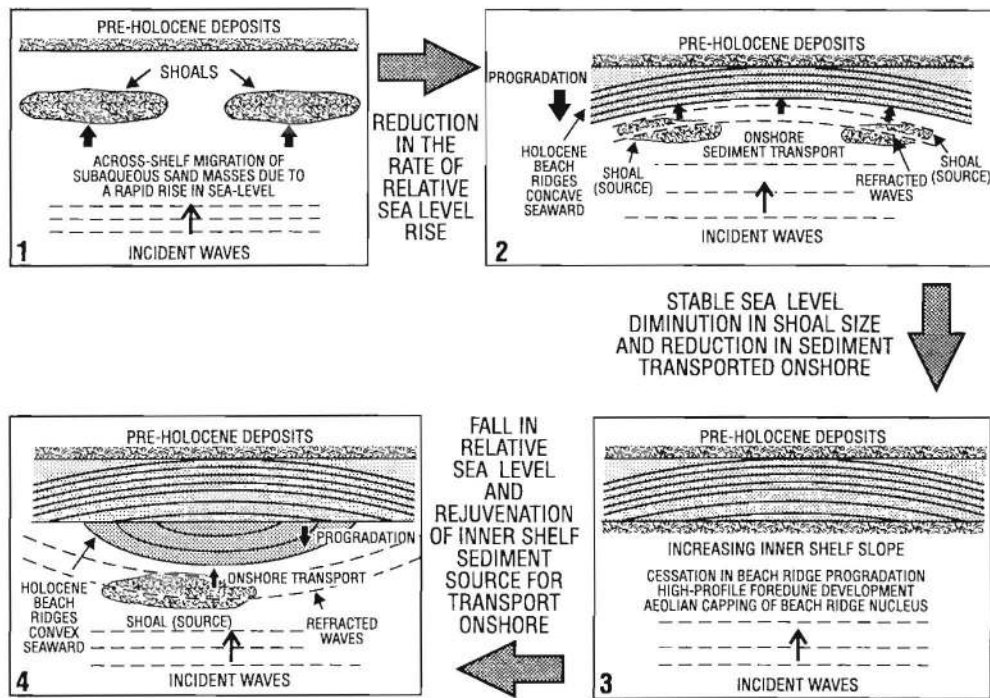 PRE-HOLOCENE DEPOSITS
SHOALS
ACROSS-SHELF MIGRATION OF
SUBAQUEOUS SAND MASSES DUE TO
A RAPID RISE IN SEA-LEVEL
INCIDENT WAVES
1
REDUCTION
IN THE
RATE OF
RELATIVE
SEA LEVEL
RISE
PRE-HOLOCENE DEPOSITS
PROGRADATION
HOLOCENE
BEACH
RIDGES
CONCAVE
SEAWARD
SHOAL
(SOURCE)
ONSHORE
SEDIMENT TRANSPORT
REFRACTED
WAVES
SHOAL
(SOURCE)
INCIDENT WAVES
2
STABLE SEA LEVEL
DIMINUTION IN SHOAL SIZE
AND REDUCTION IN SEDIMENT
TRANSPORTED ONSHORE
PRE-HOLOCENE DEPOSITS
INCREASING INNER SHELF SLOPE
CESSATION IN BEACH RIDGE PROGRADATION
HIGH-PROFILE FOREDUNE DEVELOPMENT
AEOLIAN CAPPING OF BEACH RIDGE NUCLEUS
INCIDENT WAVES
3
FALL IN
RELATIVE
SEA LEVEL
AND
REJUVENATION
OF INNER SHELF
SEDIMENT
SOURCE FOR
TRANSPORT
ONSHORE
PRE-HOLOCENE DEPOSITS
PROGRADATION
ONSHORE TRANSPORT
HOLOCENE
BEACH
RIDGES
CONVEX
SEAWARD
SHOAL (SOURCE)
REFRACTED
WAVES
INCIDENT WAVES
4